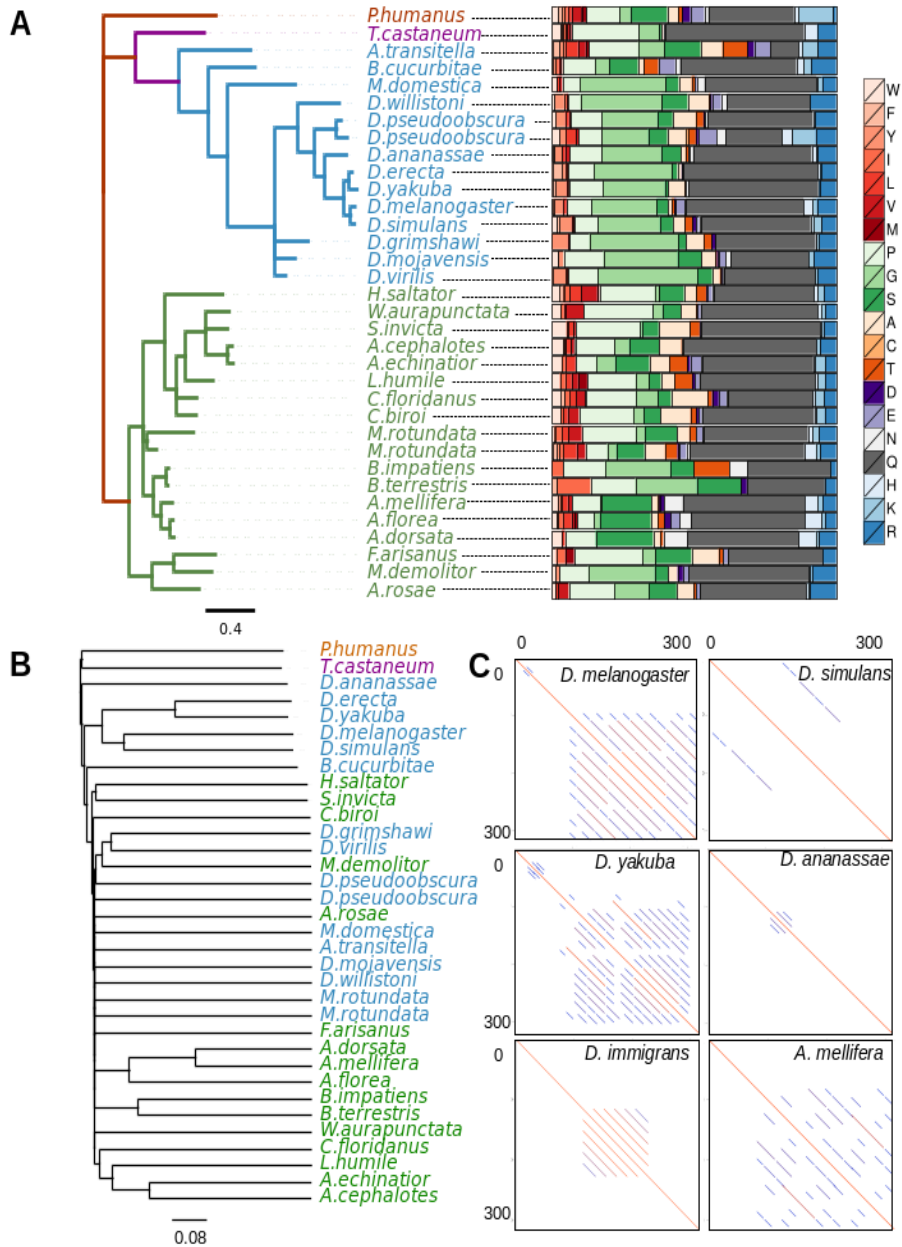 A
P.humanus
T.castaneum
A.transitella
B.cucurbitae
M.domestica
D.willistoni
D.pseudoobscura
D.pseudoobscura
D.ananassae
D.erecta
D.yakuba
D.melanogaster
D.simulans
D.grimshawi
D.mojavensis
D.virilis
H.saltator
W.aurapunctata
S.invicta
A.cephalotes
A.echinatior
L.humile
C.floridanus
C.biroi
M.rotundata
M.rotundata
B.impatiens
B.terrestris
A.mellifera
A.florea
A.dorsata
F.arisanus
M.demolitor
A.rosae
0.4
W
F
Y
I
L
V
M
P
G
S
A
C
T
D
E
N
Q
H
K
R
B
P.humanus
T.castaneum
D.ananassae
D.erecta
D.yakuba
D.melanogaster
D.simulans
B.cucurbitae
H.saltator
S.invicta
C.biroi
D.grimshawi
D.virilis
M.demolitor
D.pseudoobscura
D.pseudoobscura
A.rosae
M.domestica
A.transitella
D.mojavensis
D.willistoni
M.rotundata
M.rotundata
F.arisanus
A.dorsata
A.mellifera
A.florea
B.impatiens
B.terrestris
W.aurapunctata
C.floridanus
L.humile
A.echinatior
A.cephalotes
0.08
C
0 300 0 300
0
D. melanogaster
D. simulans
300
0
D. yakuba
D. ananassae
300
0
D. immigrans
A. mellifera
300